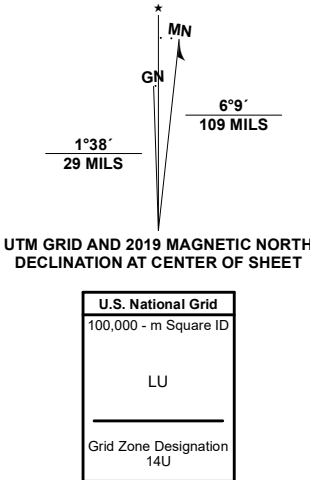 ★
MN
GN
6°9´
109 MILS
1°38´
29 MILS
UTM GRID AND 2019 MAGNETIC NORTH
DECLINATION AT CENTER OF SHEET
U.S. National Grid
100,000 - m Square ID
LU
Grid Zone Designation
14U